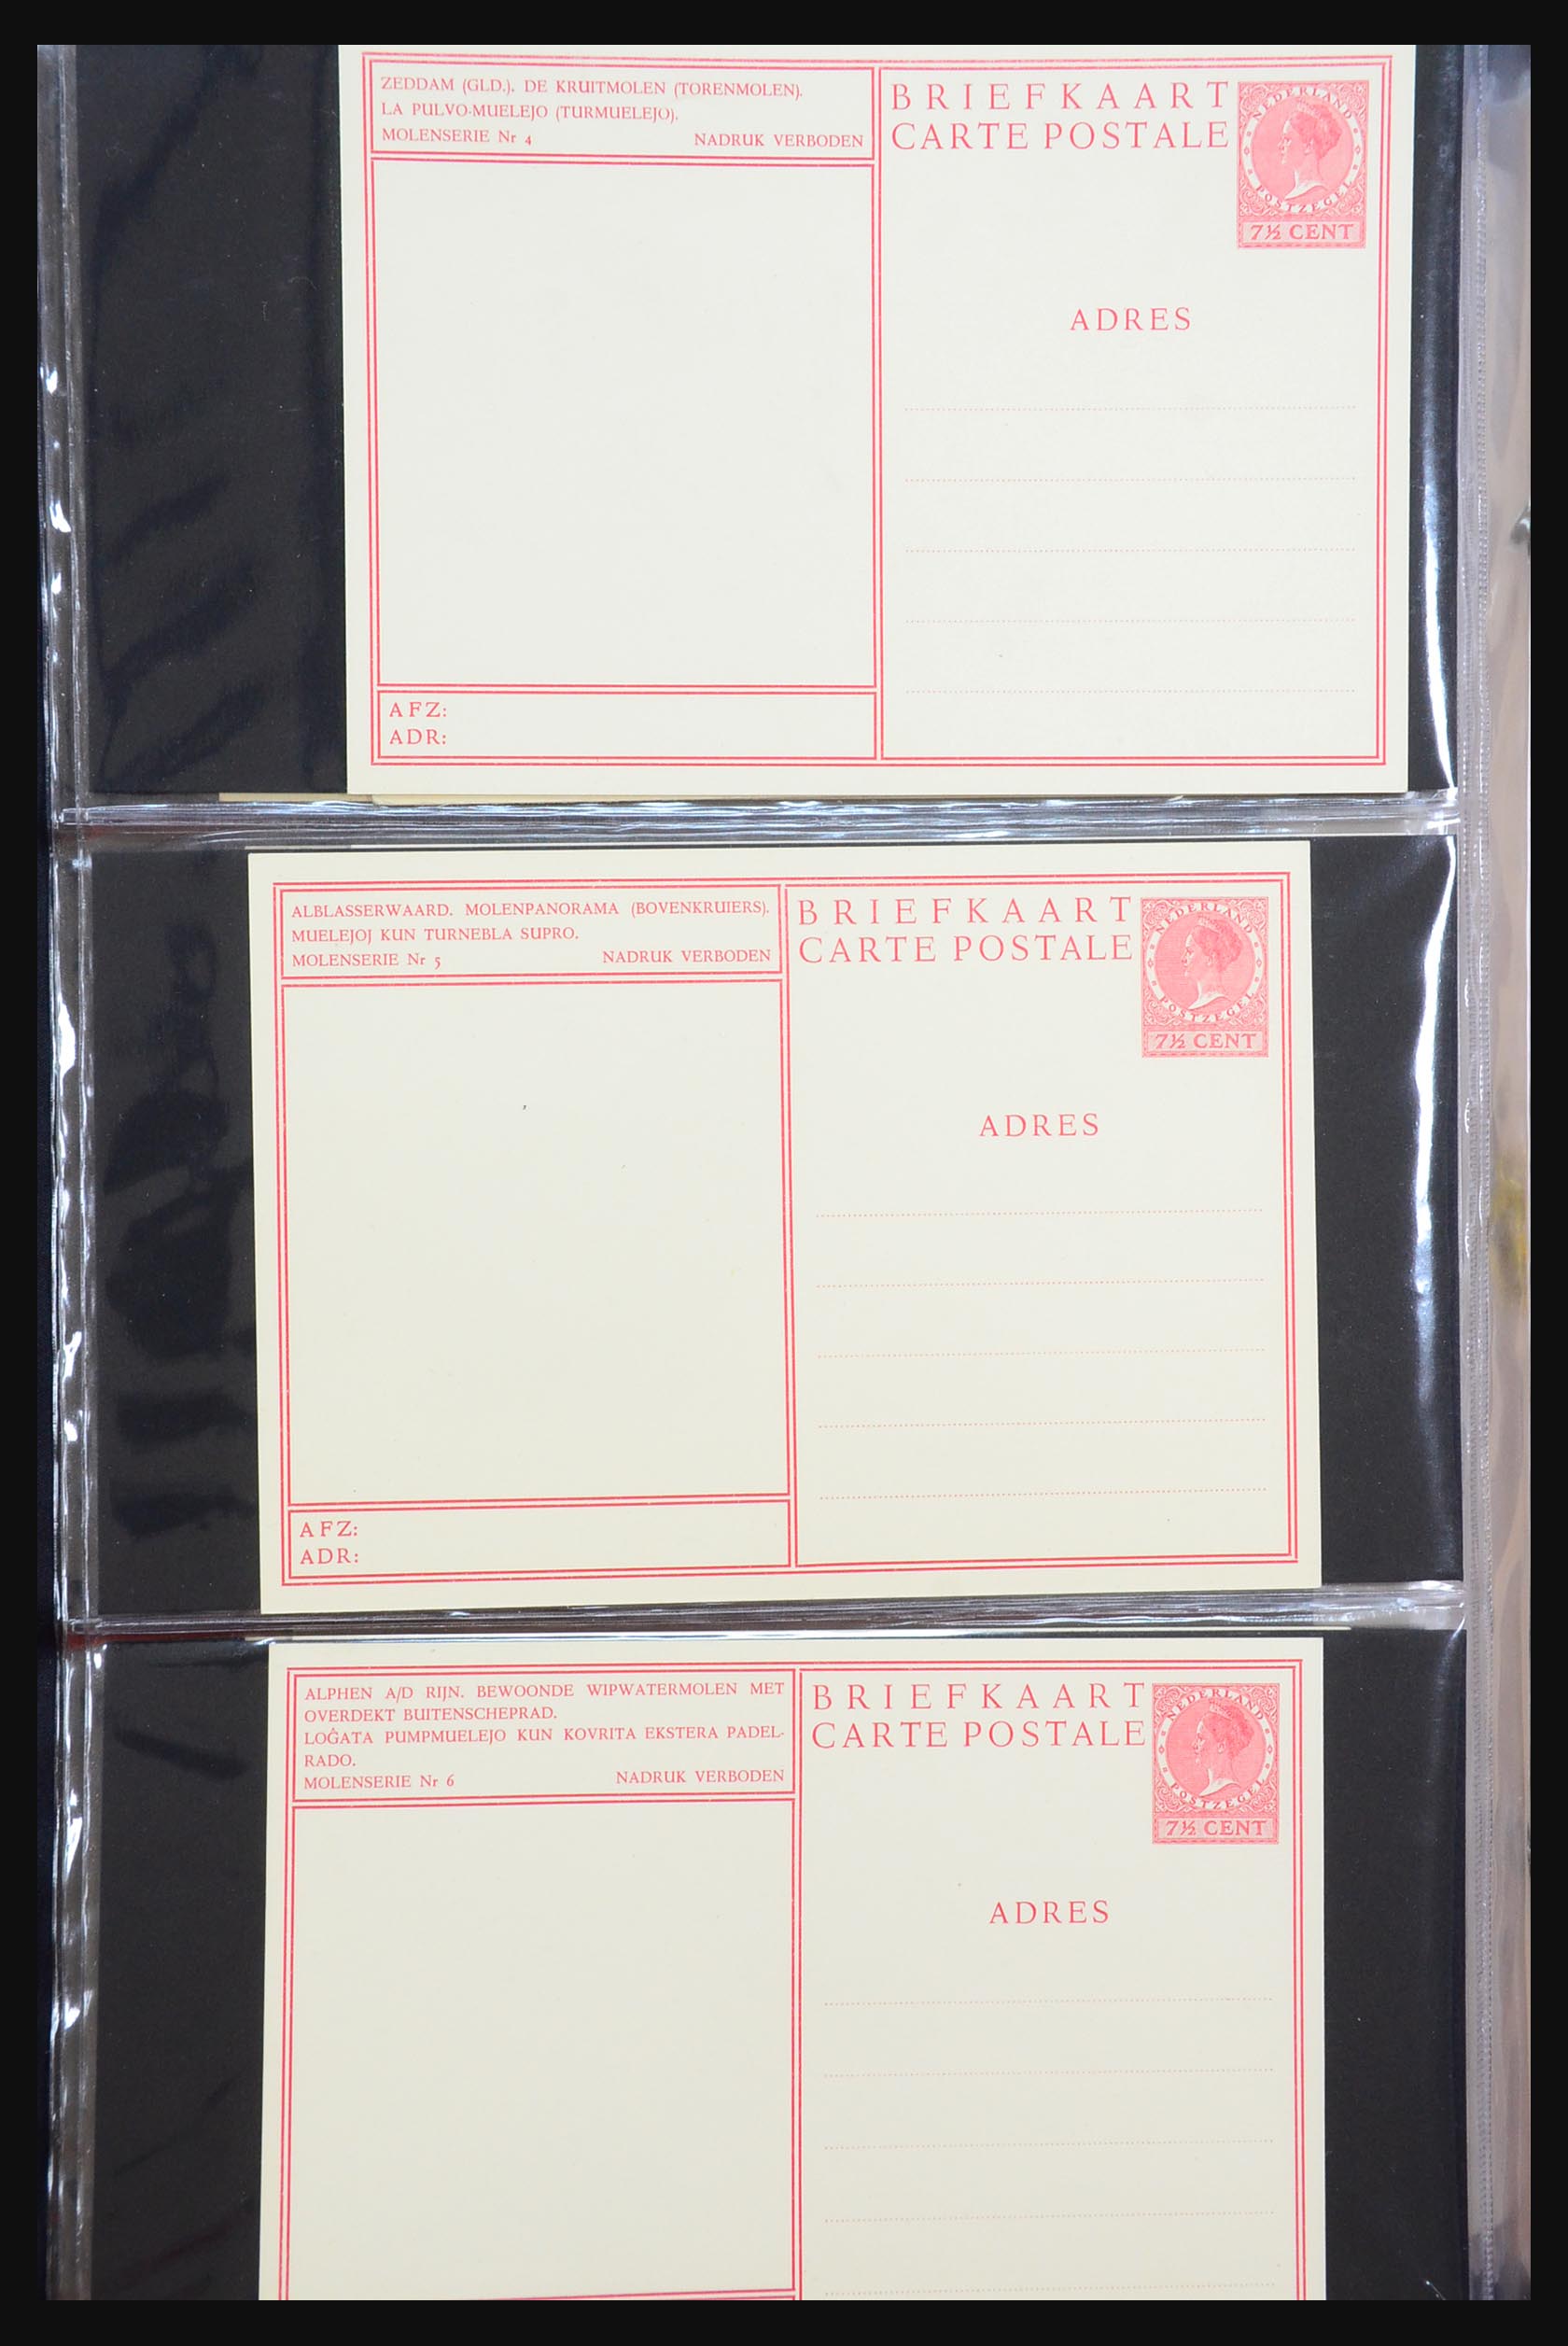 ZEDDAM (GLD.). DE KRUITMOLEN (TORENMOLEN).
LA PULVO-MUELEJO (TURMUELEJO).
MOLENSERIE Nr 4 NADRUK VERBODEN
BRIEFKAART
CARTE POSTALE
NEDERLAND
POSTZEGEL
7½ CENT
ADRES
AFZ:
ADR:
ALBLASSERWAARD. MOLENPANORAMA (BOVENKRUIERS).
MUELEJOJ KUN TURNEBLA SUPRO.
MOLENSERIE Nr 5 NADRUK VERBODEN
BRIEFKAART
CARTE POSTALE
NEDERLAND
POSTZEGEL
7½ CENT
ADRES
AFZ:
ADR:
ALPHEN A/D RIJN. BEWOONDE WIPWATERMOLEN MET
OVERDEKT BUITENSCHEPRAD.
LOĜATA PUMPMUELEJO KUN KOVRITA EKSTERA PADEL-
RADO.
MOLENSERIE Nr 6 NADRUK VERBODEN
BRIEFKAART
CARTE POSTALE
NEDERLAND
POSTZEGEL
7½ CENT
ADRES